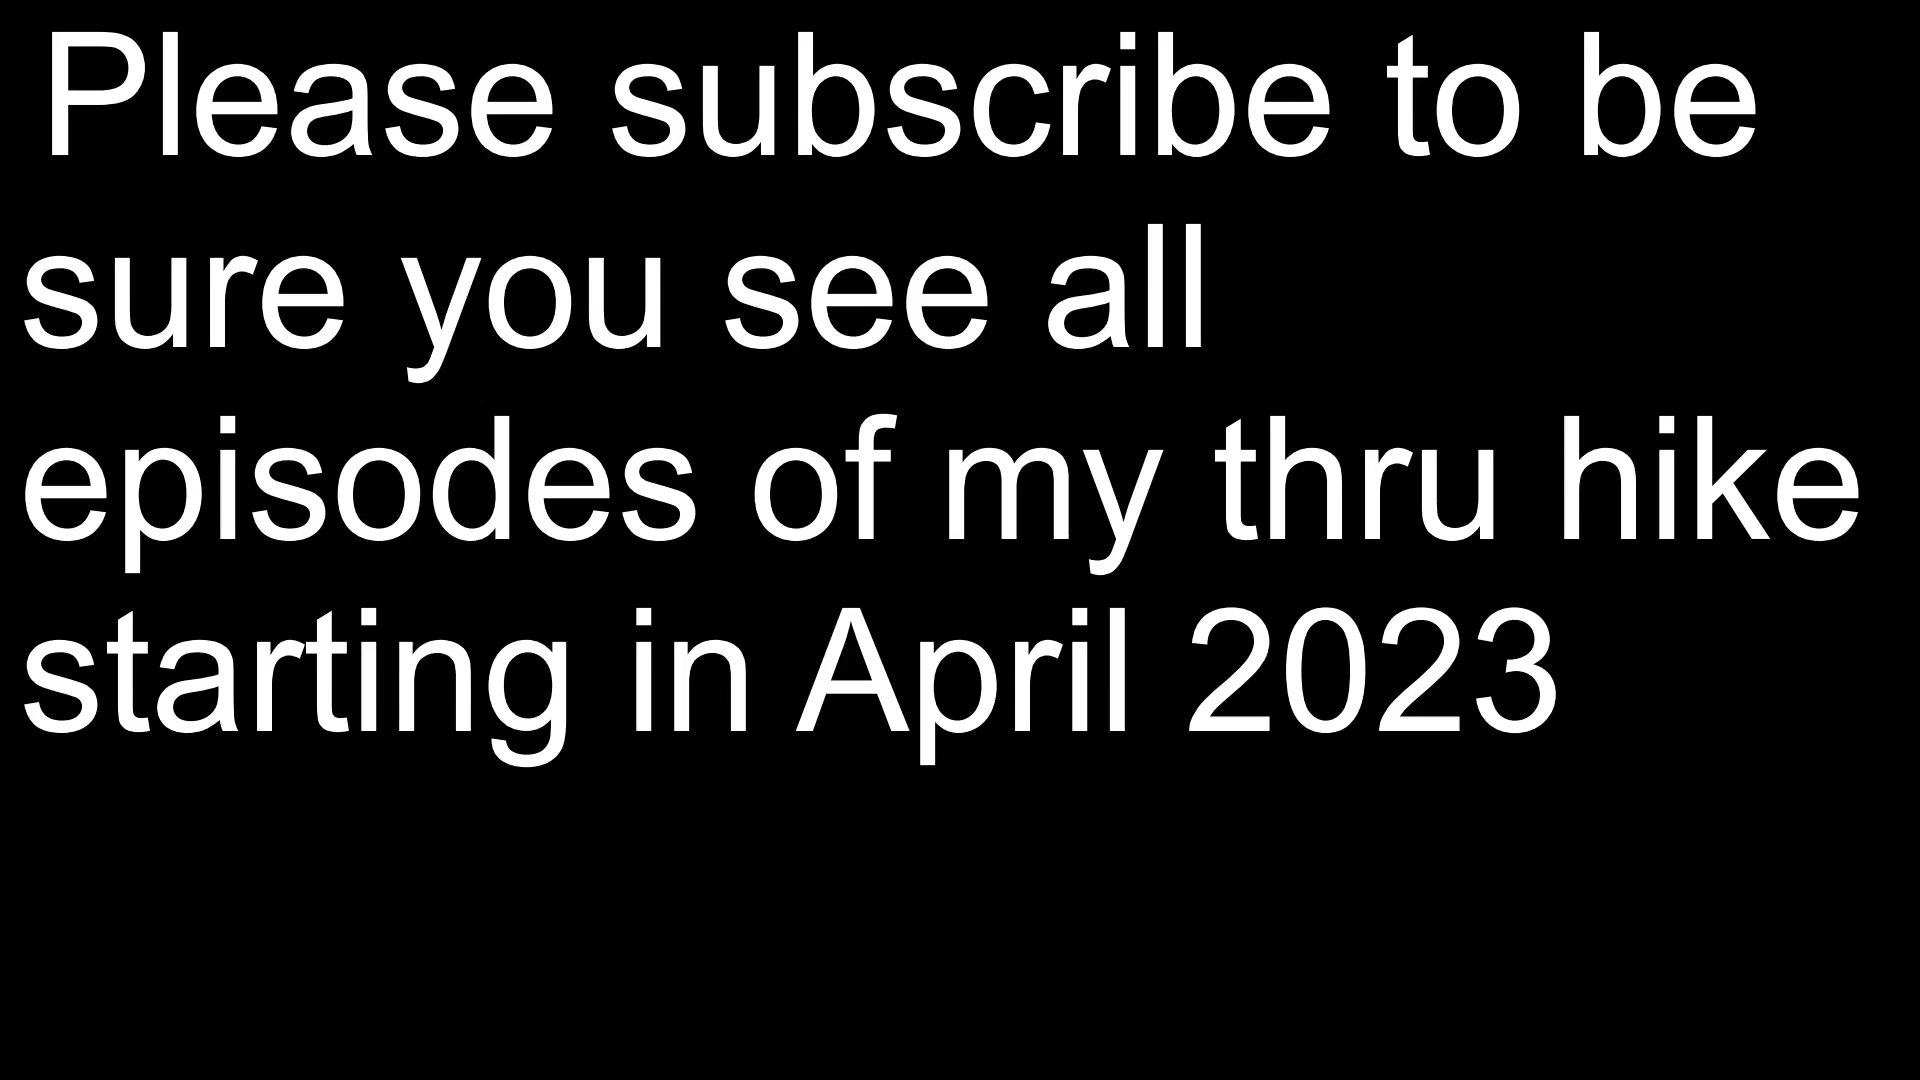 Please subscribe to be
sure you see all
episodes of my thru hike
starting in April 2023